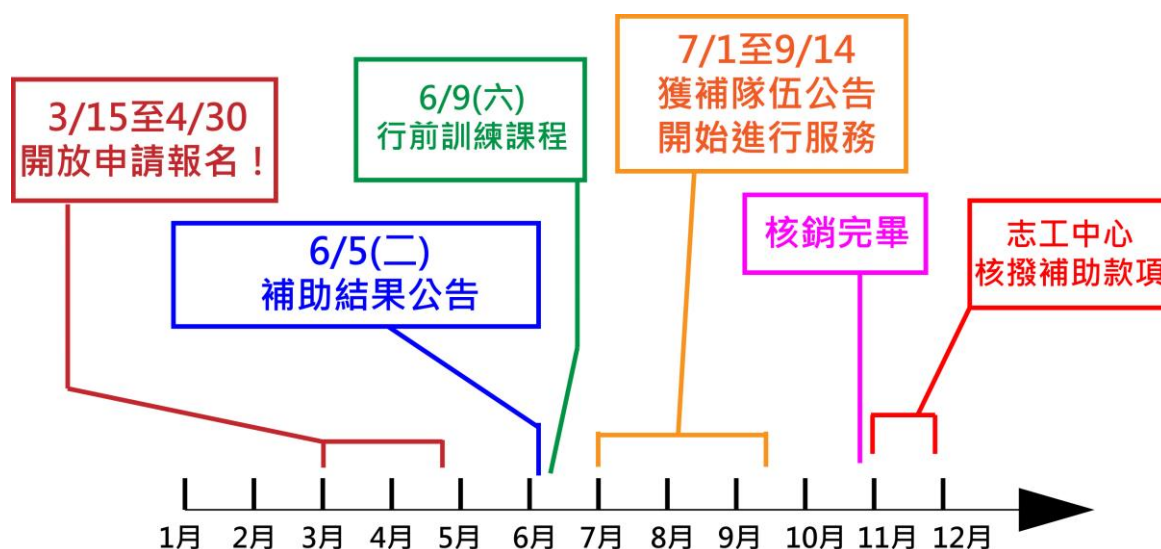 3/15至4/30
開放申請報名！
6/5(二)
補助結果公告
6/9(六)
行前訓練課程
7/1至9/14
獲補隊伍公告
開始進行服務
核銷完畢
志工中心
核撥補助款項
1月 2月 3月 4月 5月 6月 7月 8月 9月 10月 11月 12月